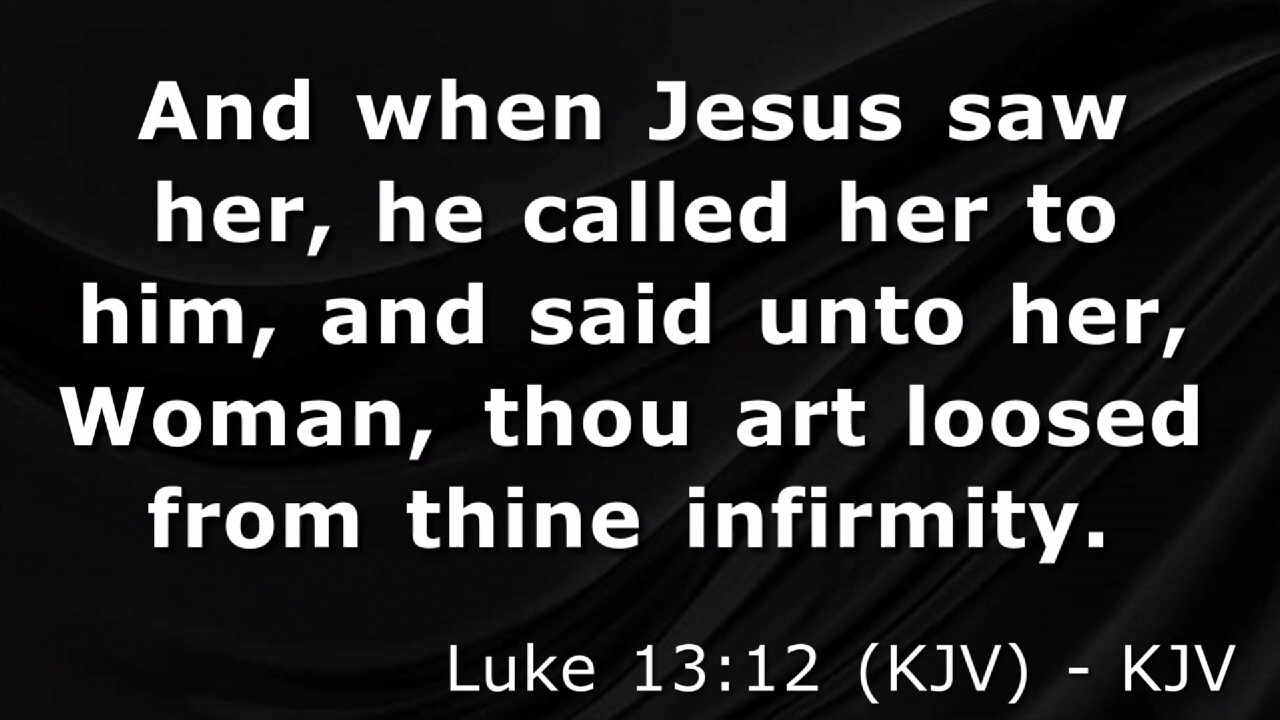 And when Jesus saw
her, he called her to
him, and said unto her,
Woman, thou art loosed
from thine infirmity.
Luke 13:12 (KJV) - KJV